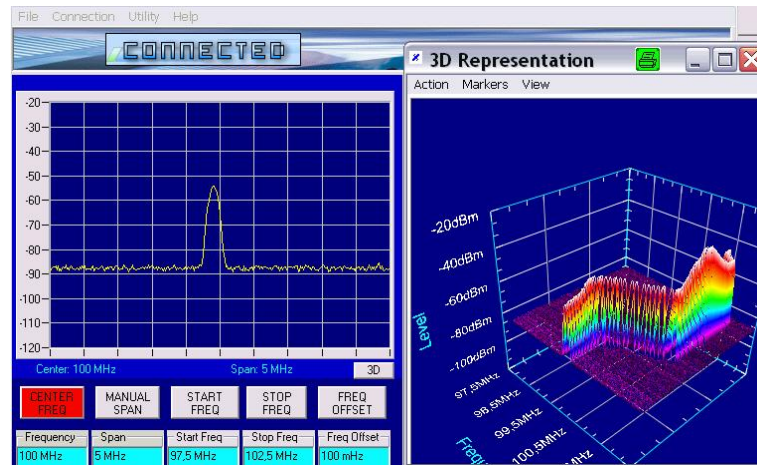 File Connection Utility Help
CONNECTED
-20
-30
-40
-50
-60
-70
-80
-90
-100
-110
-120
Center: 100 MHz Span: 5 MHz 3D
CENTER FREQ
MANUAL SPAN
START FREQ
STOP FREQ
FREQ OFFSET
Frequency Span Start Freq Stop Freq Freq Offset
100 MHz 5 MHz 97,5 MHz 102,5 MHz 100 mHz
3D Representation
Action Markers View
-20dBm
-40dBm
-60dBm
-80dBm
-100dBm
Level
97,5MHz
98,5MHz
99,5MHz
100,5MHz